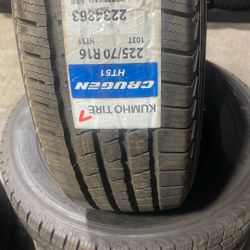 KUMHO TIRE
CRUGEN
HT51
225/70 R16
103T
HT51
2234263